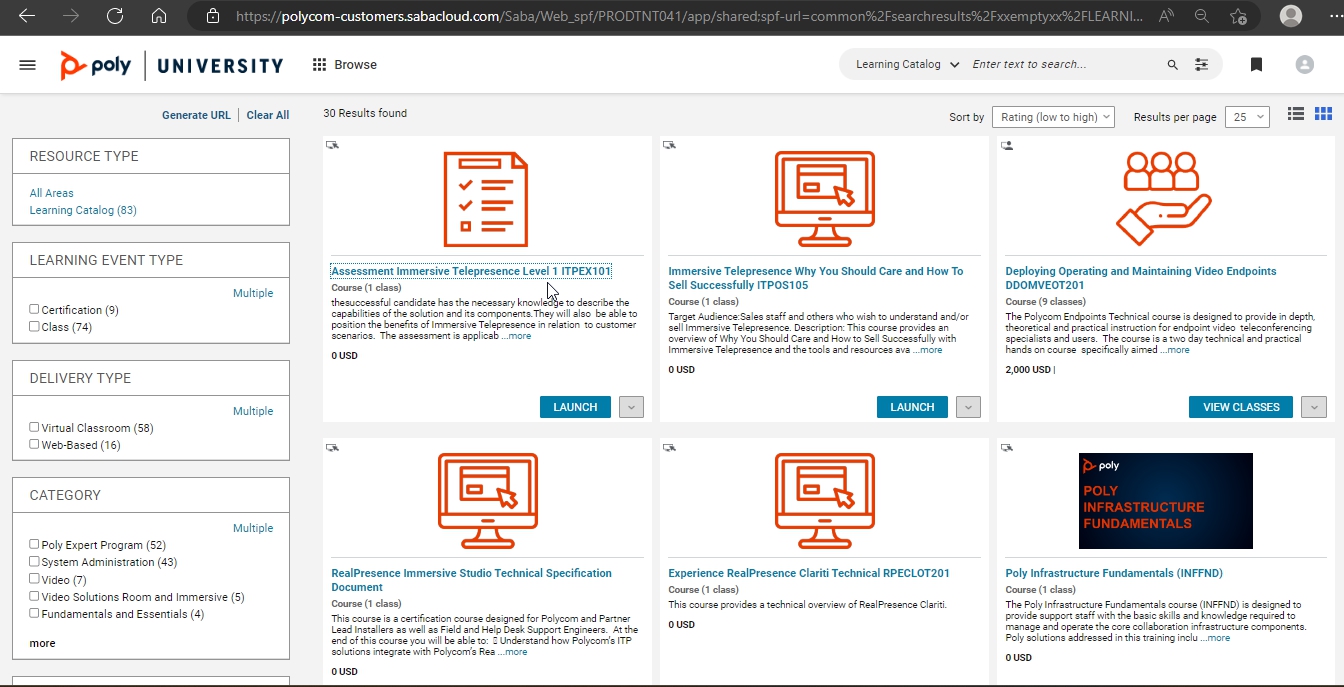 https://polycom-customers.sabacloud.com/Saba/Web_spf/PRODTNT041/app/shared;spf-url=common%2Fsearchresults%2Fxxemptyxx%2FLEARNI...
poly UNIVERSITY
Browse
Learning Catalog
Enter text to search...
Generate URL
Clear All
30 Results found
Sort by
Rating (low to high)
Results per page
25
RESOURCE TYPE
All Areas
Learning Catalog (83)
LEARNING EVENT TYPE
Multiple
Certification (9)
Class (74)
DELIVERY TYPE
Multiple
Virtual Classroom (58)
Web-Based (16)
CATEGORY
Multiple
Poly Expert Program (52)
System Administration (43)
Video (7)
Video Solutions Room and Immersive (5)
Fundamentals and Essentials (4)
more
Assessment Immersive Telepresence Level 1 ITPEX101
Course (1 class)
thesuccessful candidate has the necessary knowledge to describe the
capabilities of the solution and its components.They will also be able to
position the benefits of Immersive Telepresence in relation to customer
scenarios. The assessment is applicab ...more
0 USD
LAUNCH
Immersive Telepresence Why You Should Care and How To
Sell Successfully ITPOS105
Course (1 class)
Target Audience:Sales staff and others who wish to understand and/or
sell Immersive Telepresence. Description: This course provides an
overview of Why You Should Care and How to Sell Successfully with
Immersive Telepresence and the tools and resources ava ...more
0 USD
LAUNCH
Deploying Operating and Maintaining Video Endpoints
DDOMVEOT201
Course (9 classes)
The Polycom Endpoints Technical course is designed to provide in depth,
theoretical and practical instruction for endpoint video teleconferencing
specialists and users. The course is a two day technical and practical
hands on course specifically aimed ...more
2,000 USD |
VIEW CLASSES
RealPresence Immersive Studio Technical Specification
Document
Course (1 class)
This course is a certification course designed for Polycom and Partner
Lead Installers as well as Field and Help Desk Support Engineers. At the
end of this course you will be able to: ▯ Understand how Polycom's ITP
solutions integrate with Polycom's Rea ...more
0 USD
Experience RealPresence Clariti Technical RPECLOT201
Course (1 class)
This course provides a technical overview of RealPresence Clariti.
0 USD
poly
POLY
INFRASTRUCTURE
FUNDAMENTALS
Poly Infrastructure Fundamentals (INFFND)
Course (1 class)
The Poly Infrastructure Fundamentals course (INFFND) is designed to
provide support staff with the basic skills and knowledge required to
manage and operate the core collaboration infrastructure components.
Poly solutions addressed in this training inclu ...more
0 USD